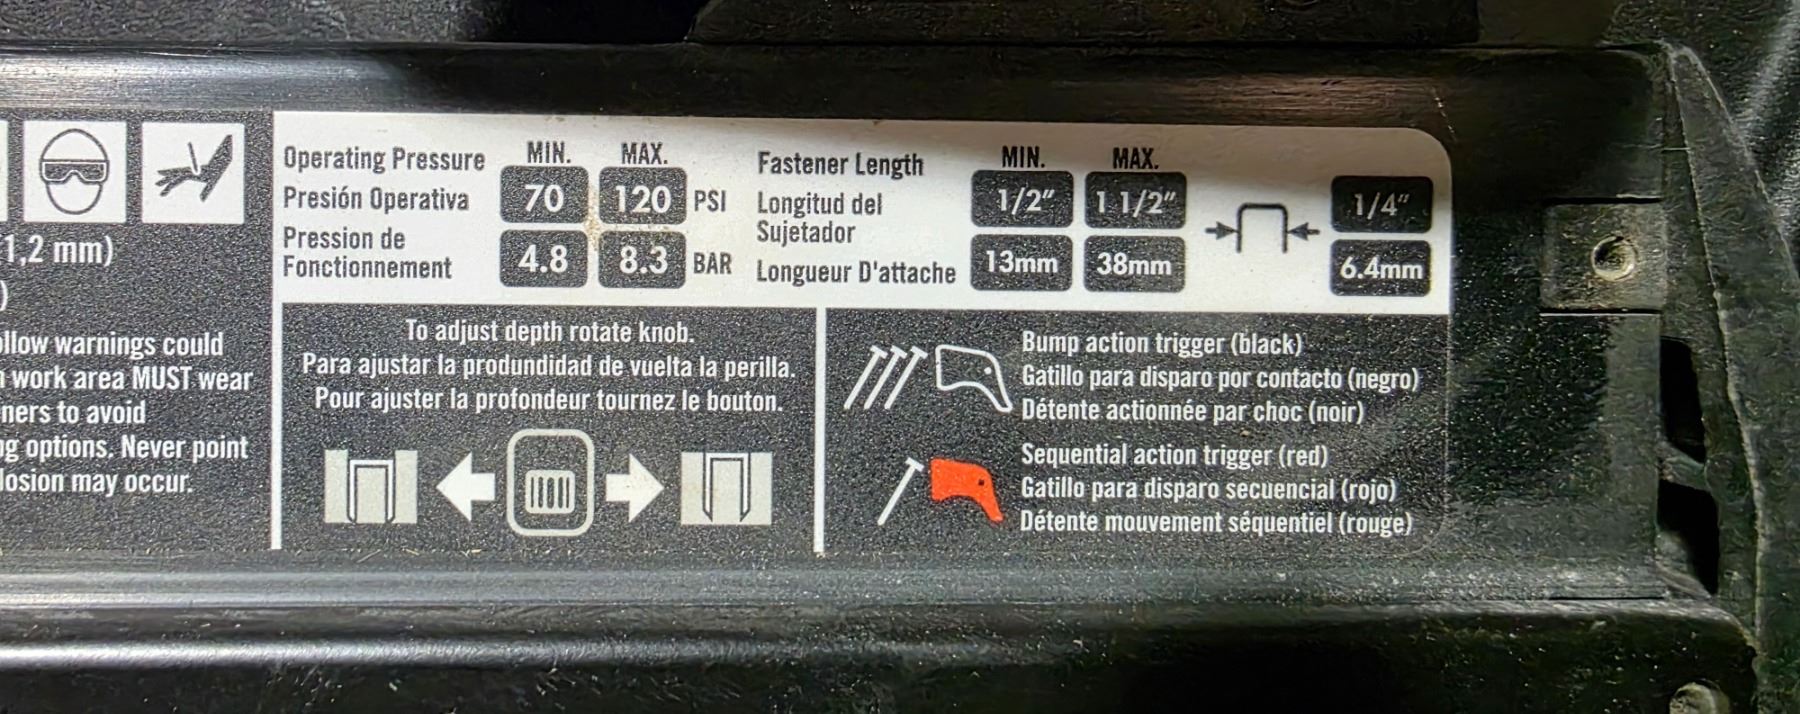 1,2 mm)
)
ollow warnings could
n work area MUST wear
ners to avoid
ng options. Never point
losion may occur.
Operating Pressure
Presión Operativa
Pression de
Fonctionnement
MIN. MAX.
70 120 PSI
4.8 8.3 BAR
Fastener Length
Longitud del
Sujetador
Longueur D'attache
MIN. MAX.
1/2" 1 1/2"
13mm 38mm
1/4"
6.4mm
To adjust depth rotate knob.
Para ajustar la produndidad de vuelta la perilla.
Pour ajuster la profondeur tournez le bouton.
Bump action trigger (black)
Gatillo para disparo por contacto (negro)
Détente actionnée par choc (noir)
Sequential action trigger (red)
Gatillo para disparo secuencial (rojo)
Détente mouvement séquentiel (rouge)